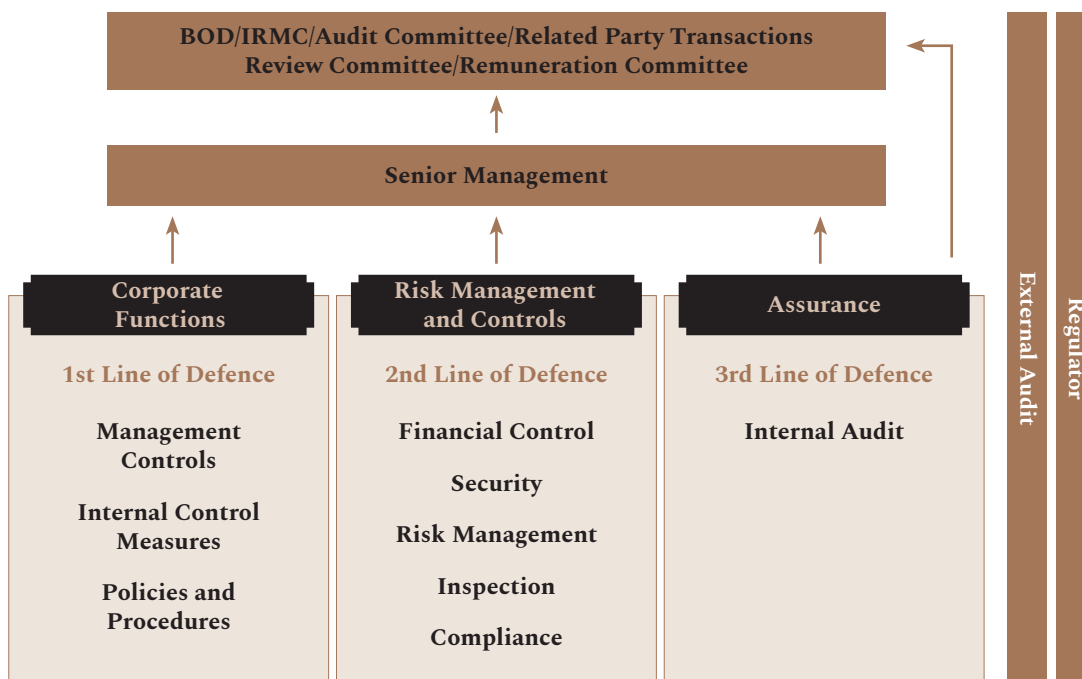 BOD/IRMC/Audit Committee/Related Party Transactions
Review Committee/Remuneration Committee
Senior Management
Corporate
Functions
1st Line of Defence
Management
Controls
Internal Control
Measures
Policies and
Procedures
Risk Management
and Controls
2nd Line of Defence
Financial Control
Security
Risk Management
Inspection
Compliance
Assurance
3rd Line of Defence
Internal Audit
External Audit
Regulator